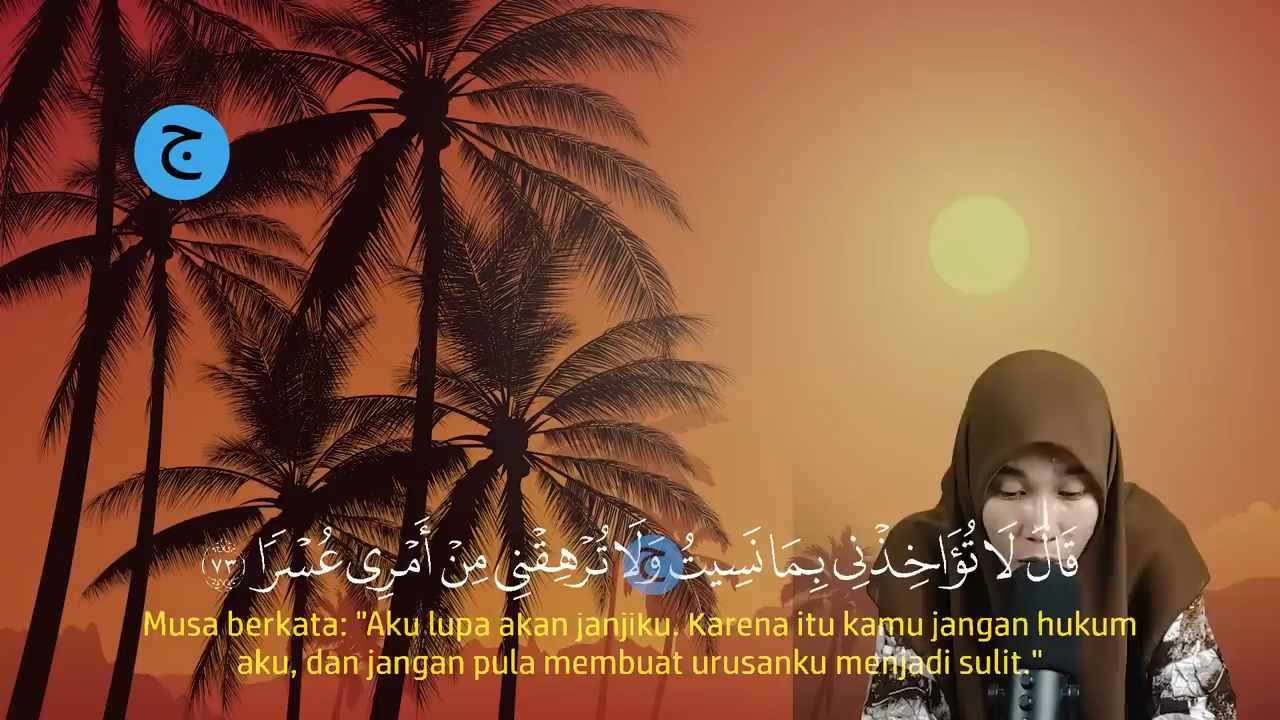 ج
قَالَ لَا تُؤَاخِذْنِى بِمَا نَسِيتُ وَلَا تُرْهِقْنِى مِنْ أَمْرِى عُسْرًا ﴿٧٣﴾
Musa berkata: "Aku lupa akan janjiku. Karena itu kamu jangan hukum
aku, dan jangan pula membuat urusanku menjadi sulit."